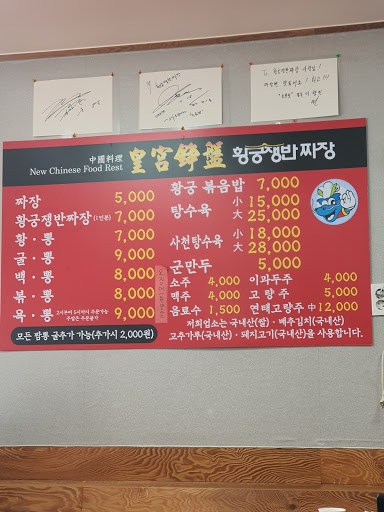 中國料理
New Chinese Food Rest
皇宮錚盤 황궁쟁반짜장
짜장 5,000
황궁쟁반짜장(1인분) 7,000
황・뽕 7,000
굴・뽕 9,000
백・뽕 8,000
볶・뽕 8,000
육・뽕 9,000
모든 짬뽕 굴추가 가능(추가시 2,000원)
황궁 볶음밥 7,000
탕수육 小 15,000
大 25,000
사천탕수육 小 18,000
大 28,000
군만두 5,000
소주 4,000 이과두주 4,000
맥주 4,000 고량주 5,000
음료수 1,500 연태고량주 中 12,000
저희업소는 국내산(쌀)・배추김치(국내산)
고추가루(국내산)・돼지고기(국내산)을 사용합니다.